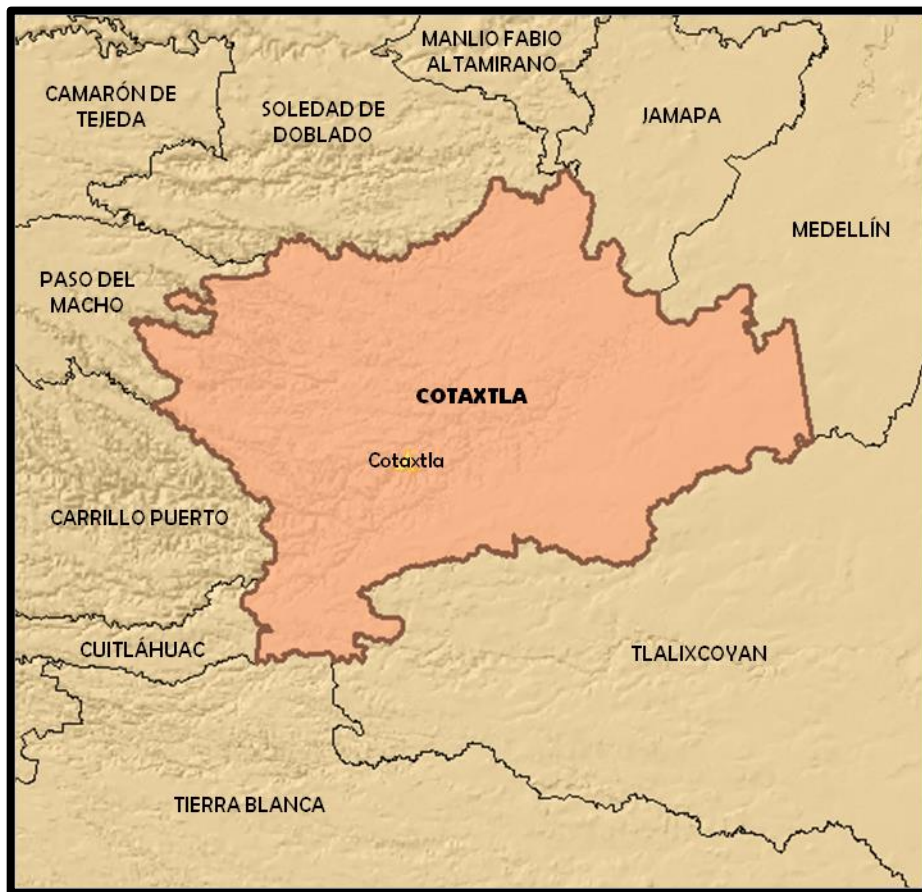 MANLIO FABIO
ALTAMIRANO
CAMARÓN DE
TEJEDA
SOLEDAD DE
DOBLADO
JAMAPA
MEDELLÍN
PASO DEL
MACHO
COTAXTLA
Cotaxtla
CARRILLO PUERTO
CUITLÁHUAC
TLALIXCOYAN
TIERRA BLANCA